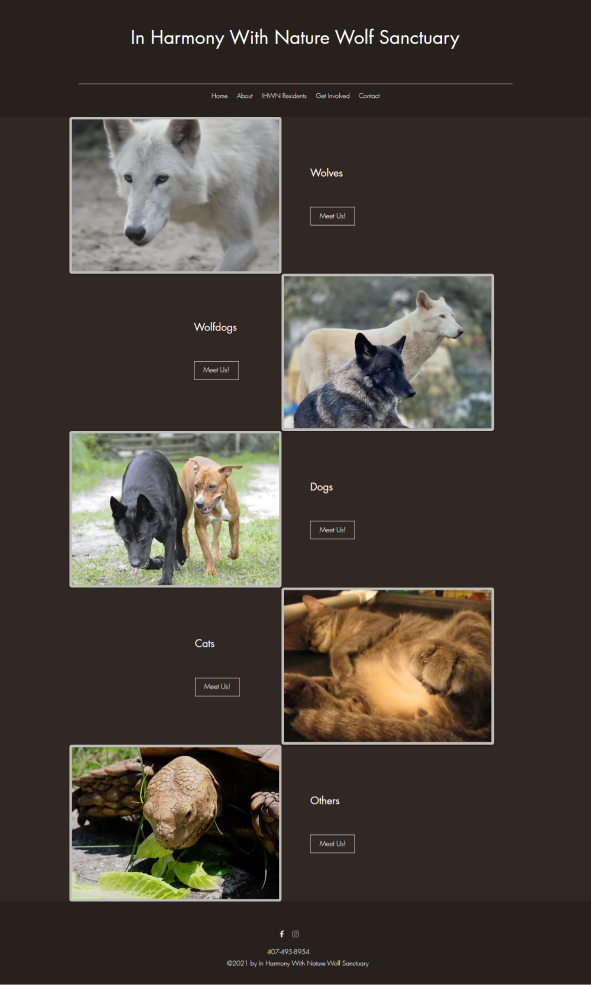 In Harmony With Nature Wolf Sanctuary
Home About IHWN Residents Get Involved Contact
Wolves
Meet Us!
Wolfdogs
Meet Us!
Dogs
Meet Us!
Cats
Meet Us!
Others
Meet Us!
407-495-8954
©2021 by In Harmony With Nature Wolf Sanctuary